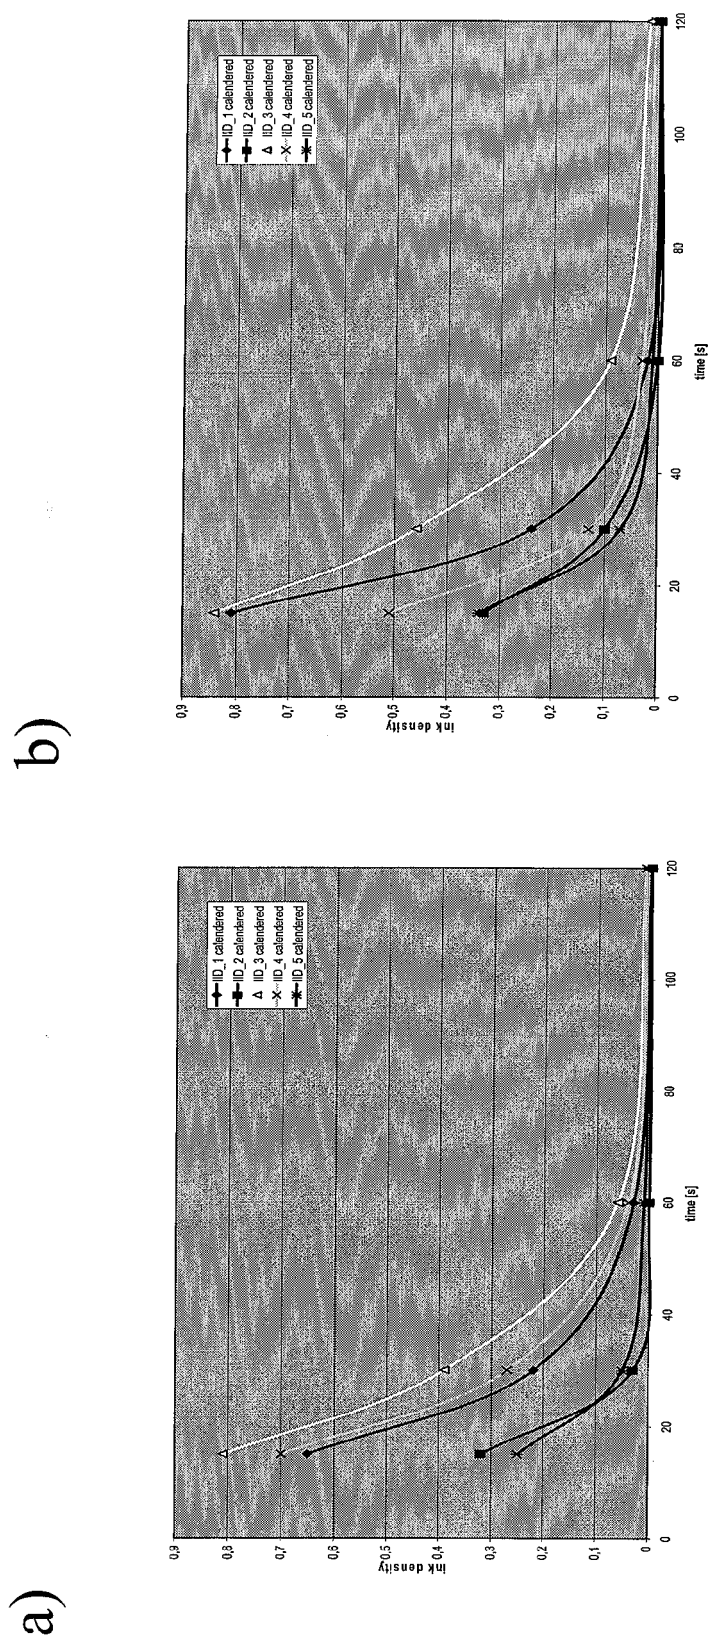 a)
0,9
0,8
0,7
0,6
0,5
0,4
0,3
0,2
0,1
0
ink density
0
20
40
60
80
100
120
time [s]
IID_1 calendered
IID_2 calendered
IID_3 calendered
IID_4 calendered
IID_5 calendered
b)
0,9
0,8
0,7
0,6
0,5
0,4
0,3
0,2
0,1
0
ink density
0
20
40
60
80
100
120
time [s]
IID_1 calendered
IID_2 calendered
IID_3 calendered
IID_4 calendered
IID_5 calendered